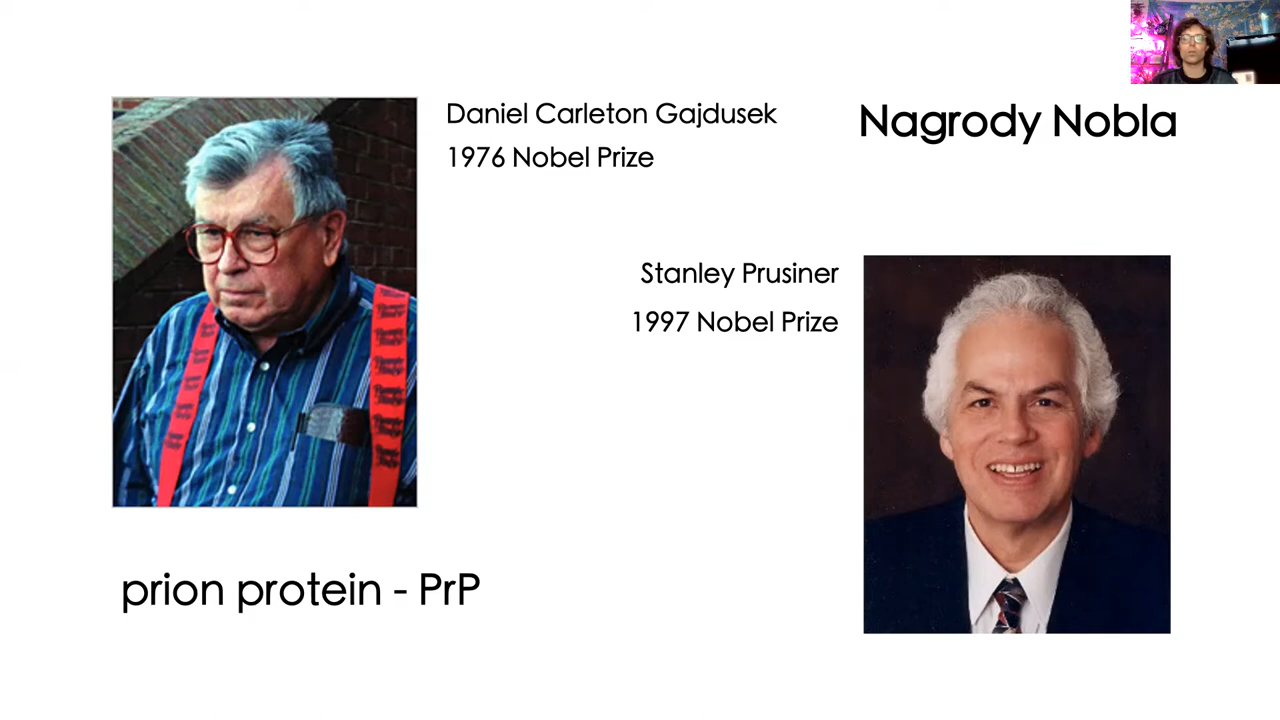 Daniel Carleton Gajdusek
1976 Nobel Prize
Nagrody Nobla
Stanley Prusiner
1997 Nobel Prize
prion protein - PrP